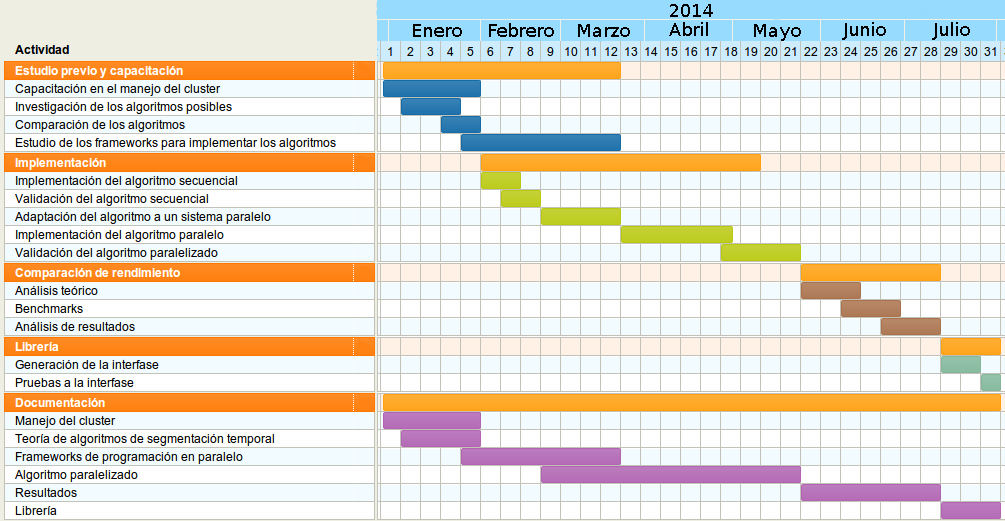 2014
Enero Febrero Marzo Abril Mayo Junio Julio
Actividad
1 2 3 4 5 6 7 8 9 10 11 12 13 14 15 16 17 18 19 20 21 22 23 24 25 26 27 28 29 30 31
Estudio previo y capacitación
Capacitación en el manejo del cluster
Investigación de los algoritmos posibles
Comparación de los algoritmos
Estudio de los frameworks para implementar los algoritmos
Implementación
Implementación del algoritmo secuencial
Validación del algoritmo secuencial
Adaptación del algoritmo a un sistema paralelo
Implementación del algoritmo paralelo
Validación del algoritmo paralelizado
Comparación de rendimiento
Análisis teórico
Benchmarks
Análisis de resultados
Librería
Generación de la interfase
Pruebas a la interfase
Documentación
Manejo del cluster
Teoría de algoritmos de segmentación temporal
Frameworks de programación en paralelo
Algoritmo paralelizado
Resultados
Librería